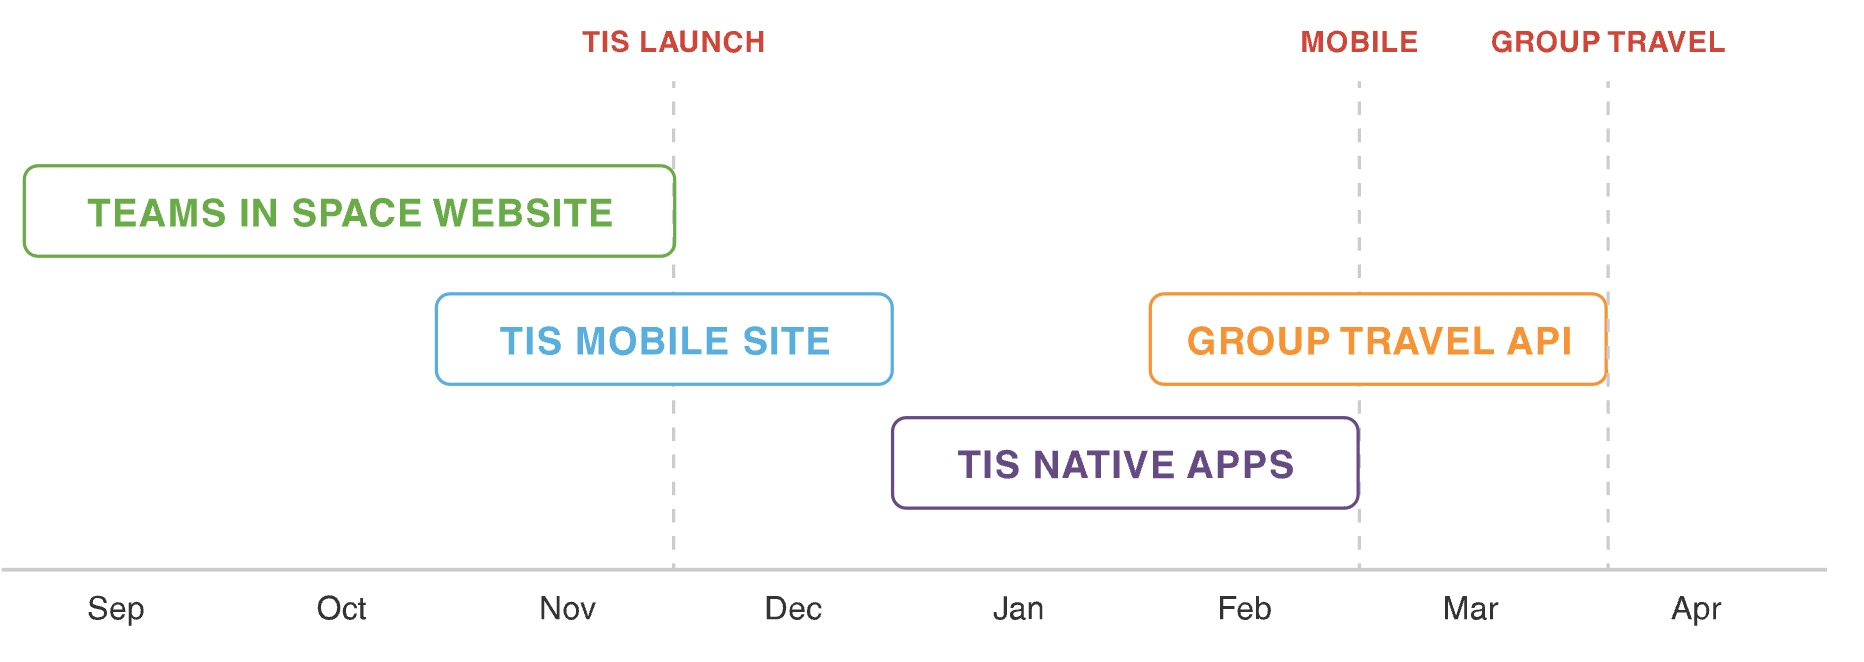 TIS LAUNCH
MOBILE
GROUP TRAVEL
TEAMS IN SPACE WEBSITE
TIS MOBILE SITE
GROUP TRAVEL API
TIS NATIVE APPS
Sep
Oct
Nov
Dec
Jan
Feb
Mar
Apr